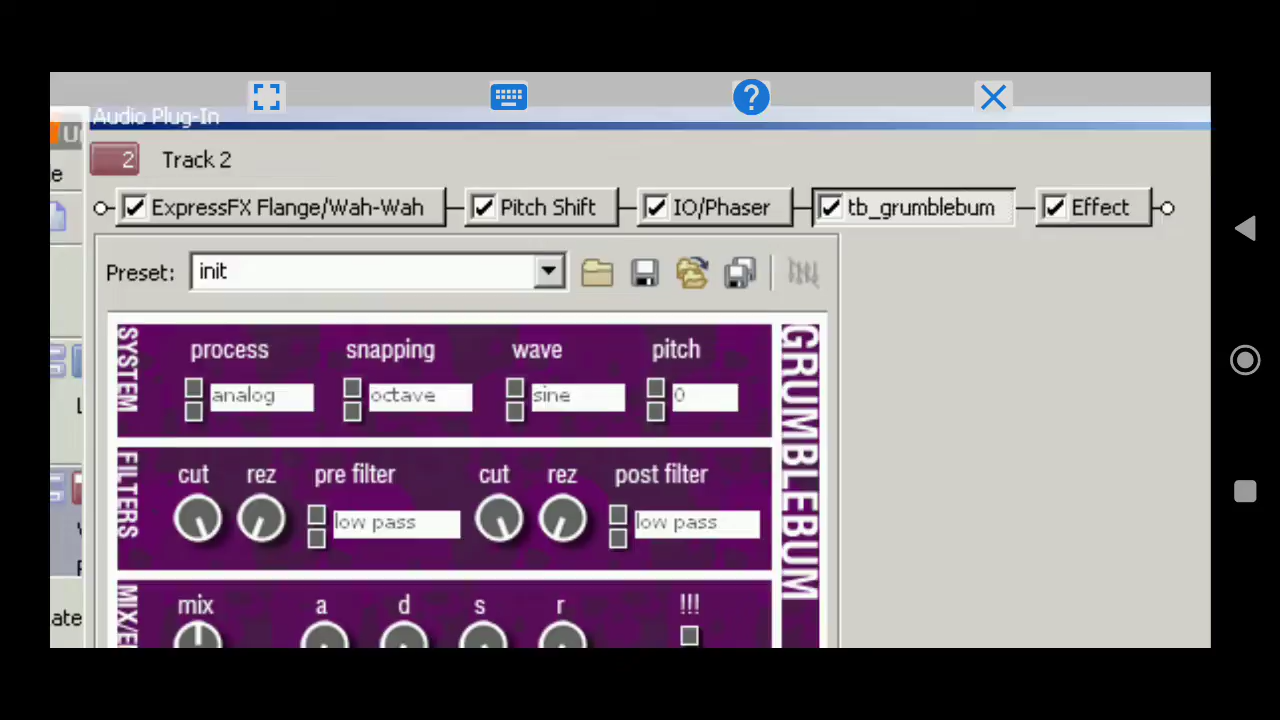 Audio Plug-In
2 Track 2
ExpressFX Flange/Wah-Wah Pitch Shift IO/Phaser tb_grumblebum Effect
Preset: init
SYSTEM
process snapping wave pitch
analog octave sine 0
GRUMBLEBUM
FILTERS
cut rez pre filter cut rez post filter
low pass low pass
mix a d s r !!!
ate